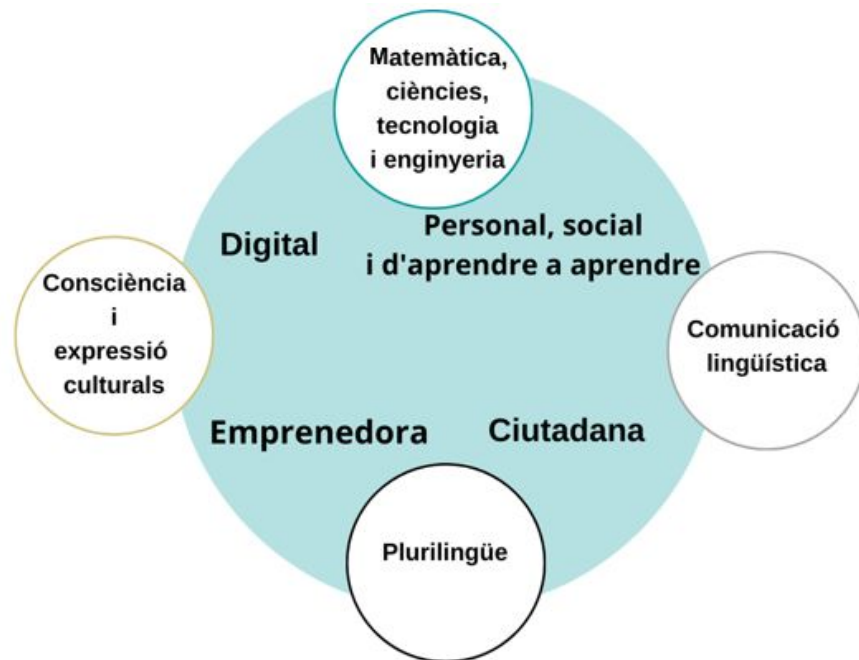 Matemàtica,
ciències,
tecnologia
i enginyeria
Digital
Personal, social
i d'aprendre a aprendre
Consciència
i
expressió
culturals
Comunicació
lingüística
Emprenedora
Ciutadana
Plurilingüe